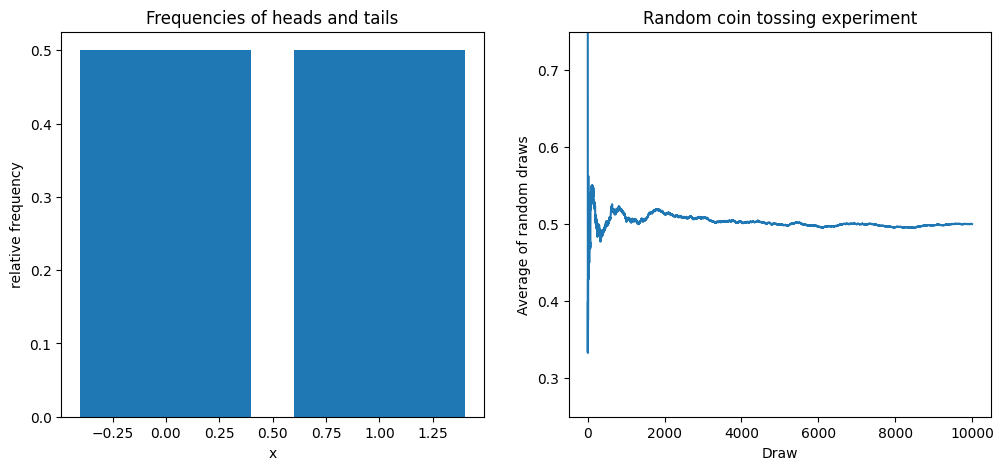 Frequencies of heads and tails
relative frequency
0.5
0.4
0.3
0.2
0.1
0.0
−0.25 0.00 0.25 0.50 0.75 1.00 1.25
x
Random coin tossing experiment
Average of random draws
0.7
0.6
0.5
0.4
0.3
0 2000 4000 6000 8000 10000
Draw